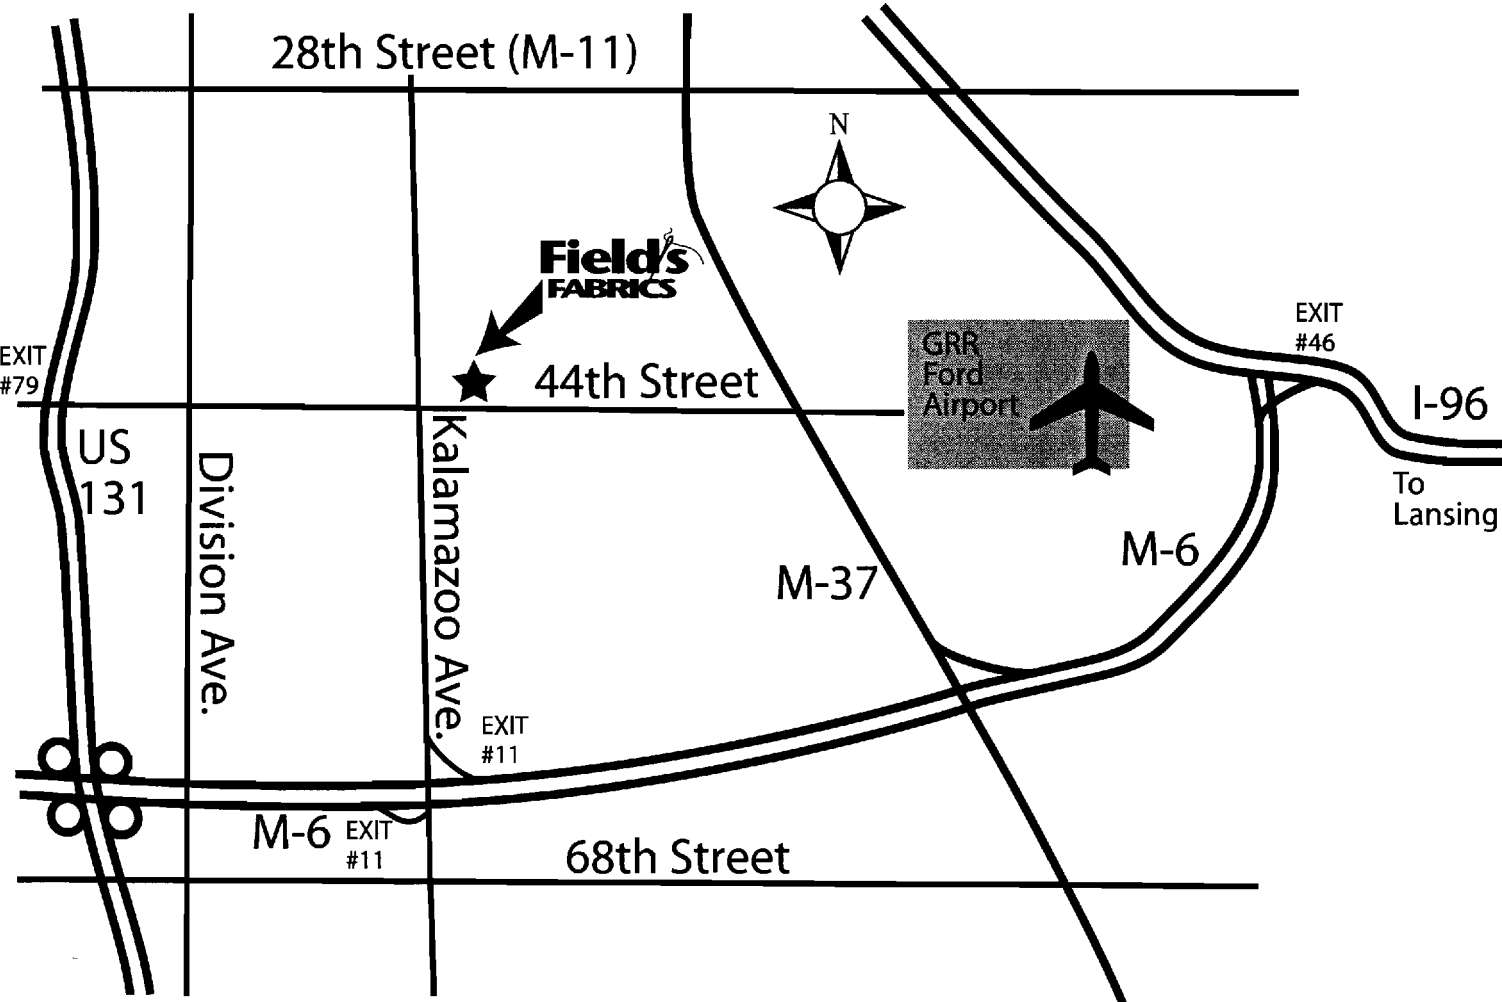 28th Street (M-11)
N
Field's
FABRICS
EXIT
#46
GRR
Ford
Airport
EXIT
#79
44th Street
I-96
US
131
To
Lansing
Division Ave.
Kalamazoo Ave.
M-37
M-6
EXIT
#11
M-6
EXIT
#11
68th Street